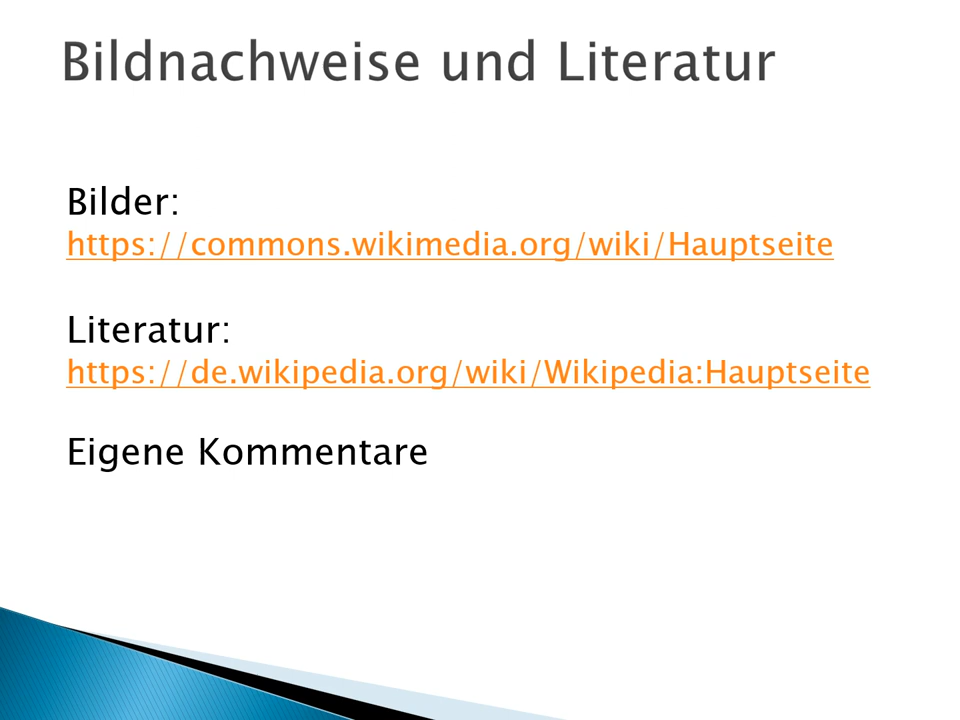 Bildnachweise und Literatur
Bilder:
https://commons.wikimedia.org/wiki/Hauptseite
Literatur:
https://de.wikipedia.org/wiki/Wikipedia:Hauptseite
Eigene Kommentare